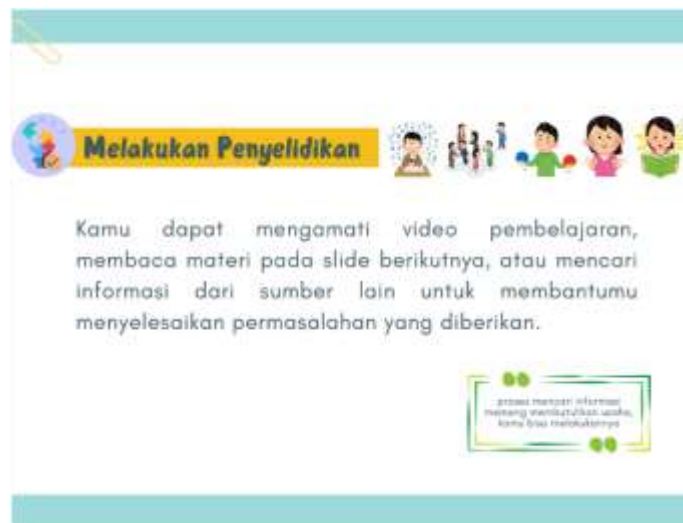 Melakukan Penyelidikan
Kamu dapat mengamati video pembelajaran,
membaca materi pada slide berikutnya, atau mencari
informasi dari sumber lain untuk membantumu
menyelesaikan permasalahan yang diberikan.
proses mencari informasi
memang membutuhkan usaha,
kamu bisa melakukannya